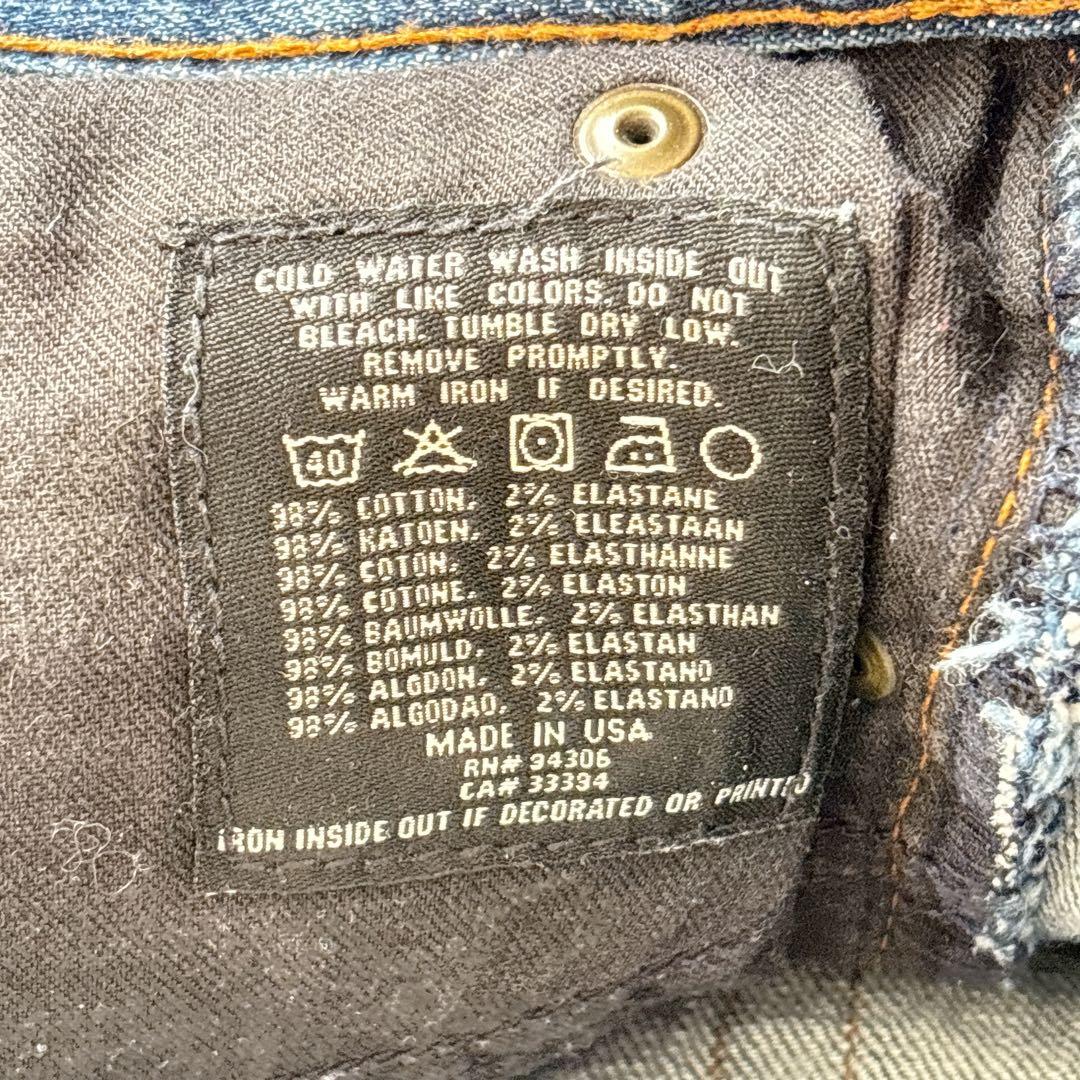 COLD WATER WASH INSIDE OUT
WITH LIKE COLORS. DO NOT
BLEACH. TUMBLE DRY LOW.
REMOVE PROMPTLY.
WARM IRON IF DESIRED.
40
98% COTTON, 2% ELASTANE
98% KATOEN, 2% ELEASTAAN
98% COTON, 2% ELASTHANNE
98% COTONE, 2% ELASTON
98% BAUMWOLLE, 2% ELASTHAN
98% BOMULD, 2% ELASTAN
98% ALGDON, 2% ELASTANO
98% ALGODAO, 2% ELASTANO
MADE IN USA
RN# 94306
CA# 33394
IRON INSIDE OUT IF DECORATED OR PRINTED